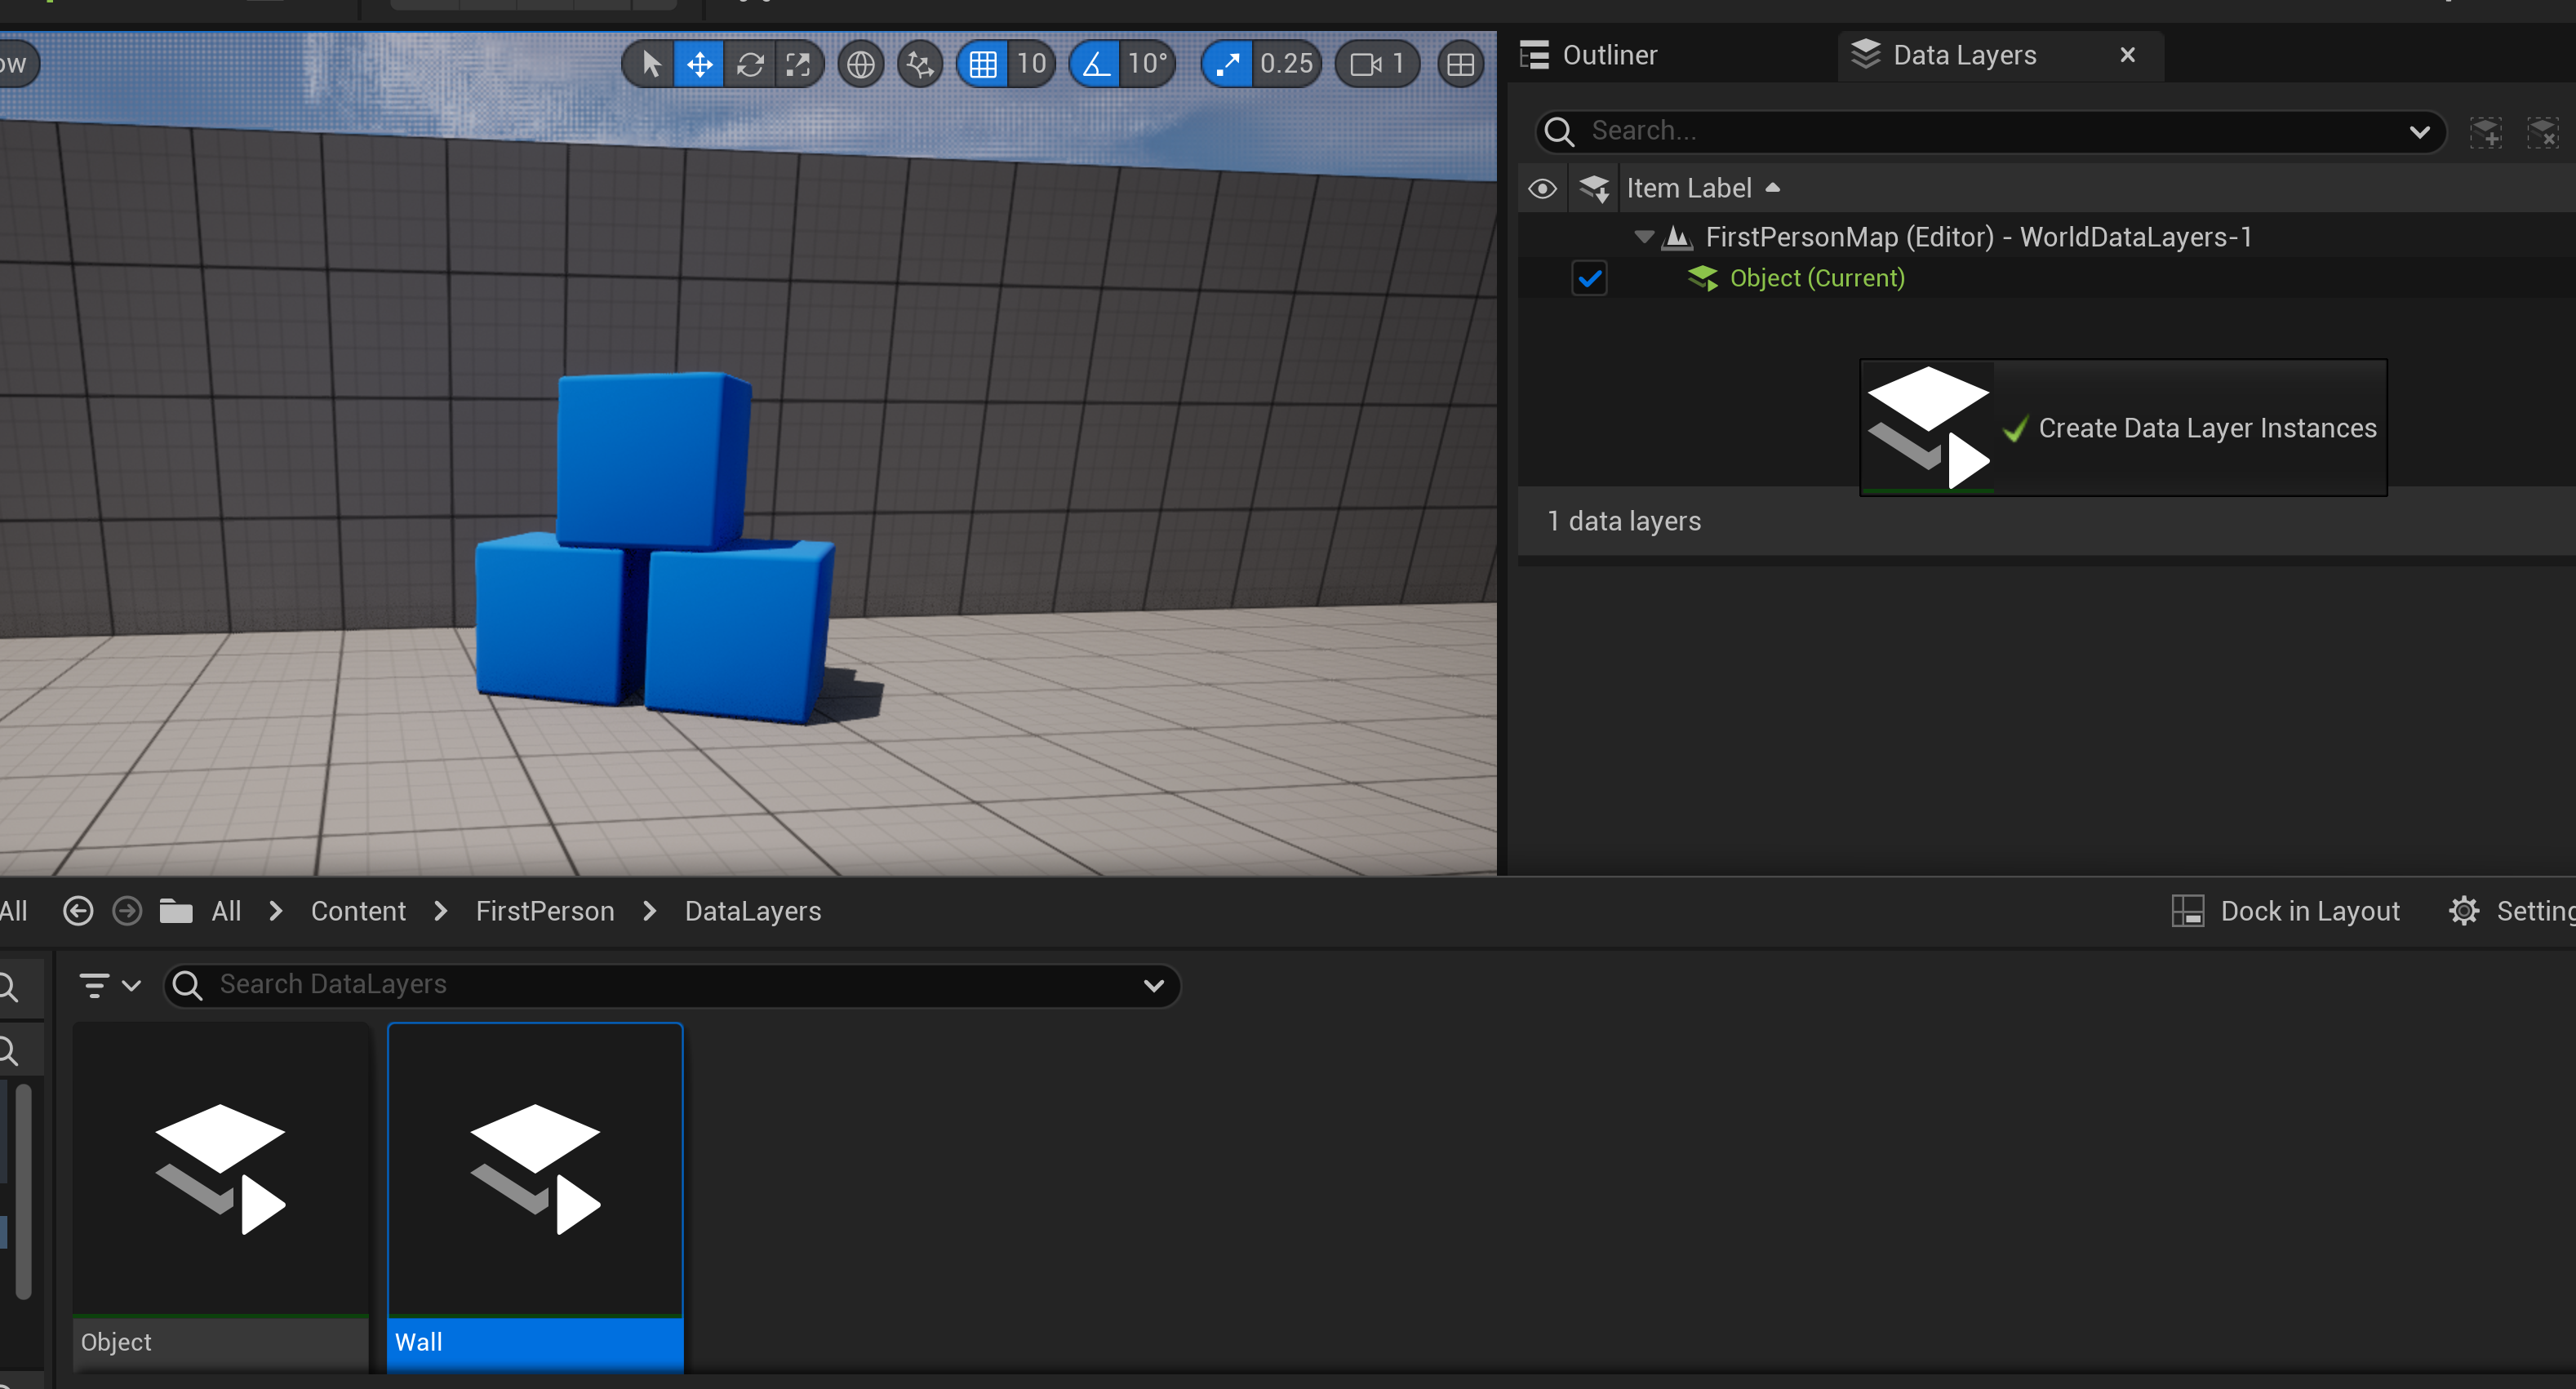 ow
10
10°
0.25
1
Outliner
Data Layers
Search...
Item Label
FirstPersonMap (Editor) - WorldDataLayers-1
Object (Current)
Create Data Layer Instances
1 data layers
All
All
Content
FirstPerson
DataLayers
Dock in Layout
Setting
Search DataLayers
Object
Wall